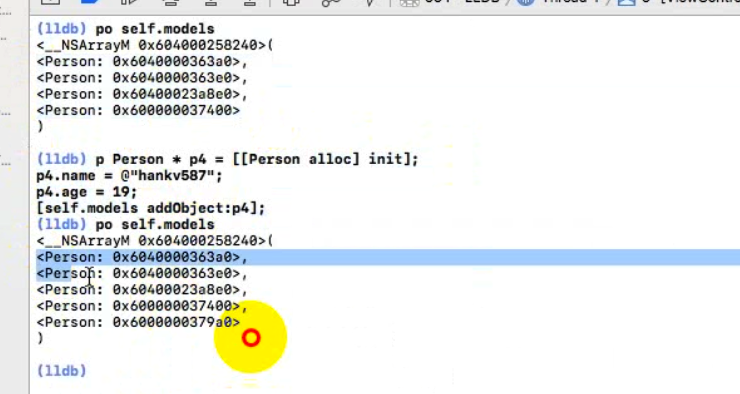 (lldb) po self.models
<__NSArrayM 0x604000258240>(
<Person: 0x6040000363a0>,
<Person: 0x6040000363e0>,
<Person: 0x60400023a8e0>,
<Person: 0x600000037400>
)
(lldb) p Person * p4 = [[Person alloc] init];
p4.name = @"hankv587";
p4.age = 19;
[self.models addObject:p4];
(lldb) po self.models
<__NSArrayM 0x604000258240>(
<Person: 0x6040000363a0>,
<Person: 0x6040000363e0>,
<Person: 0x60400023a8e0>,
<Person: 0x600000037400>,
<Person: 0x6000000379a0>
)
(lldb)